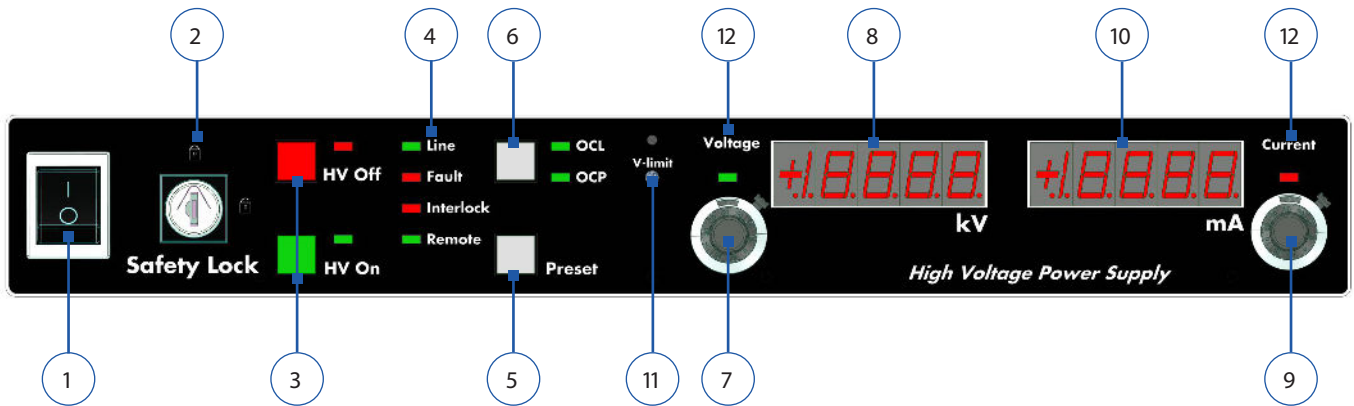 2 4 6 12 8 10 12
Line OCL Voltage Current
HV Off V-limit
Fault OCP
+1.8.8.8.8 +1.8.8.8.8
Interlock
kV mA
Remote
Safety Lock HV On Preset High Voltage Power Supply
1 3 5 11 7 9